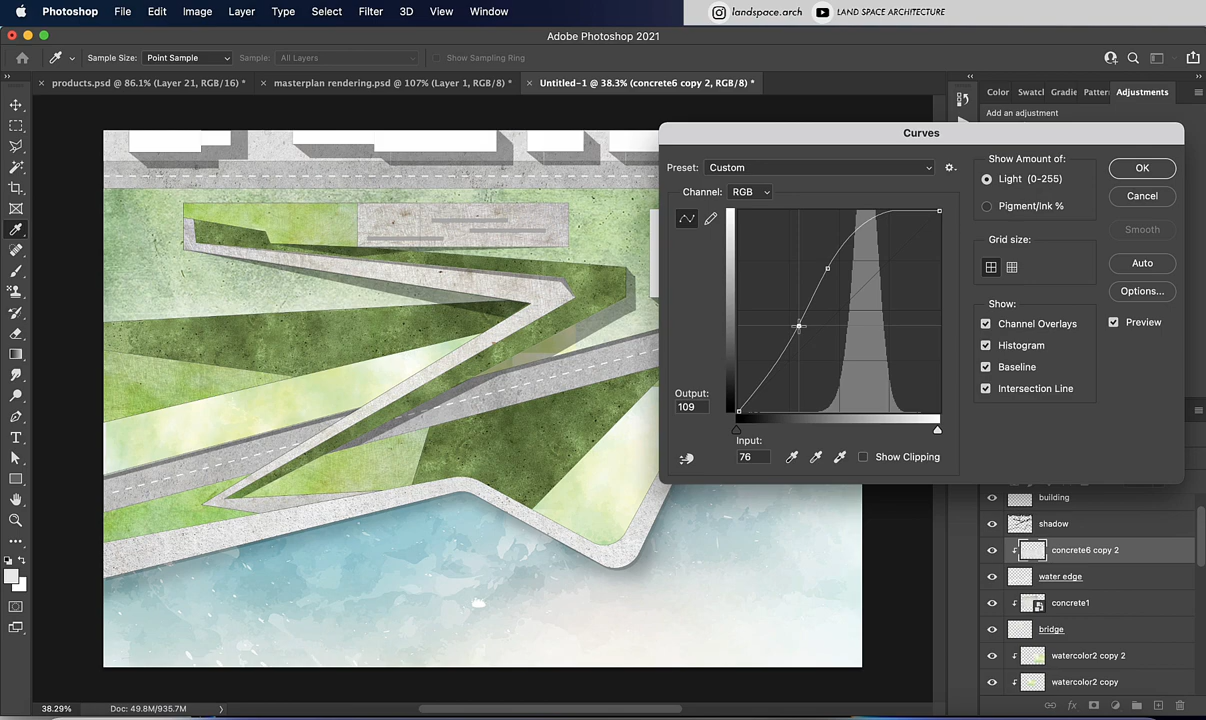 Photoshop File Edit Image Layer Type Select Filter 3D View Window
landspace.arch LAND SPACE ARCHITECTURE
Adobe Photoshop 2021
Sample Size: Point Sample Sample: All Layers Show Sampling Ring
products.psd @ 86.1% (Layer 21, RGB/16) * masterplan rendering.psd @ 107% (Layer 1, RGB/8) * Untitled-1 @ 38.3% (concrete6 copy 2, RGB/8) *
Color Swatcl Gradie Patterr Adjustments
Add an adjustment
Curves
Preset: Custom
Channel: RGB
Output:
109
Input:
76
Show Clipping
Show Amount of:
Light (0-255)
Pigment/Ink %
Grid size:
Show:
Channel Overlays
Histogram
Baseline
Intersection Line
OK
Cancel
Smooth
Auto
Options...
Preview
building
shadow
concrete6 copy 2
water edge
concrete1
bridge
watercolor2 copy 2
watercolor2 copy
fx
38.29% Doc: 49.8M/935.7M